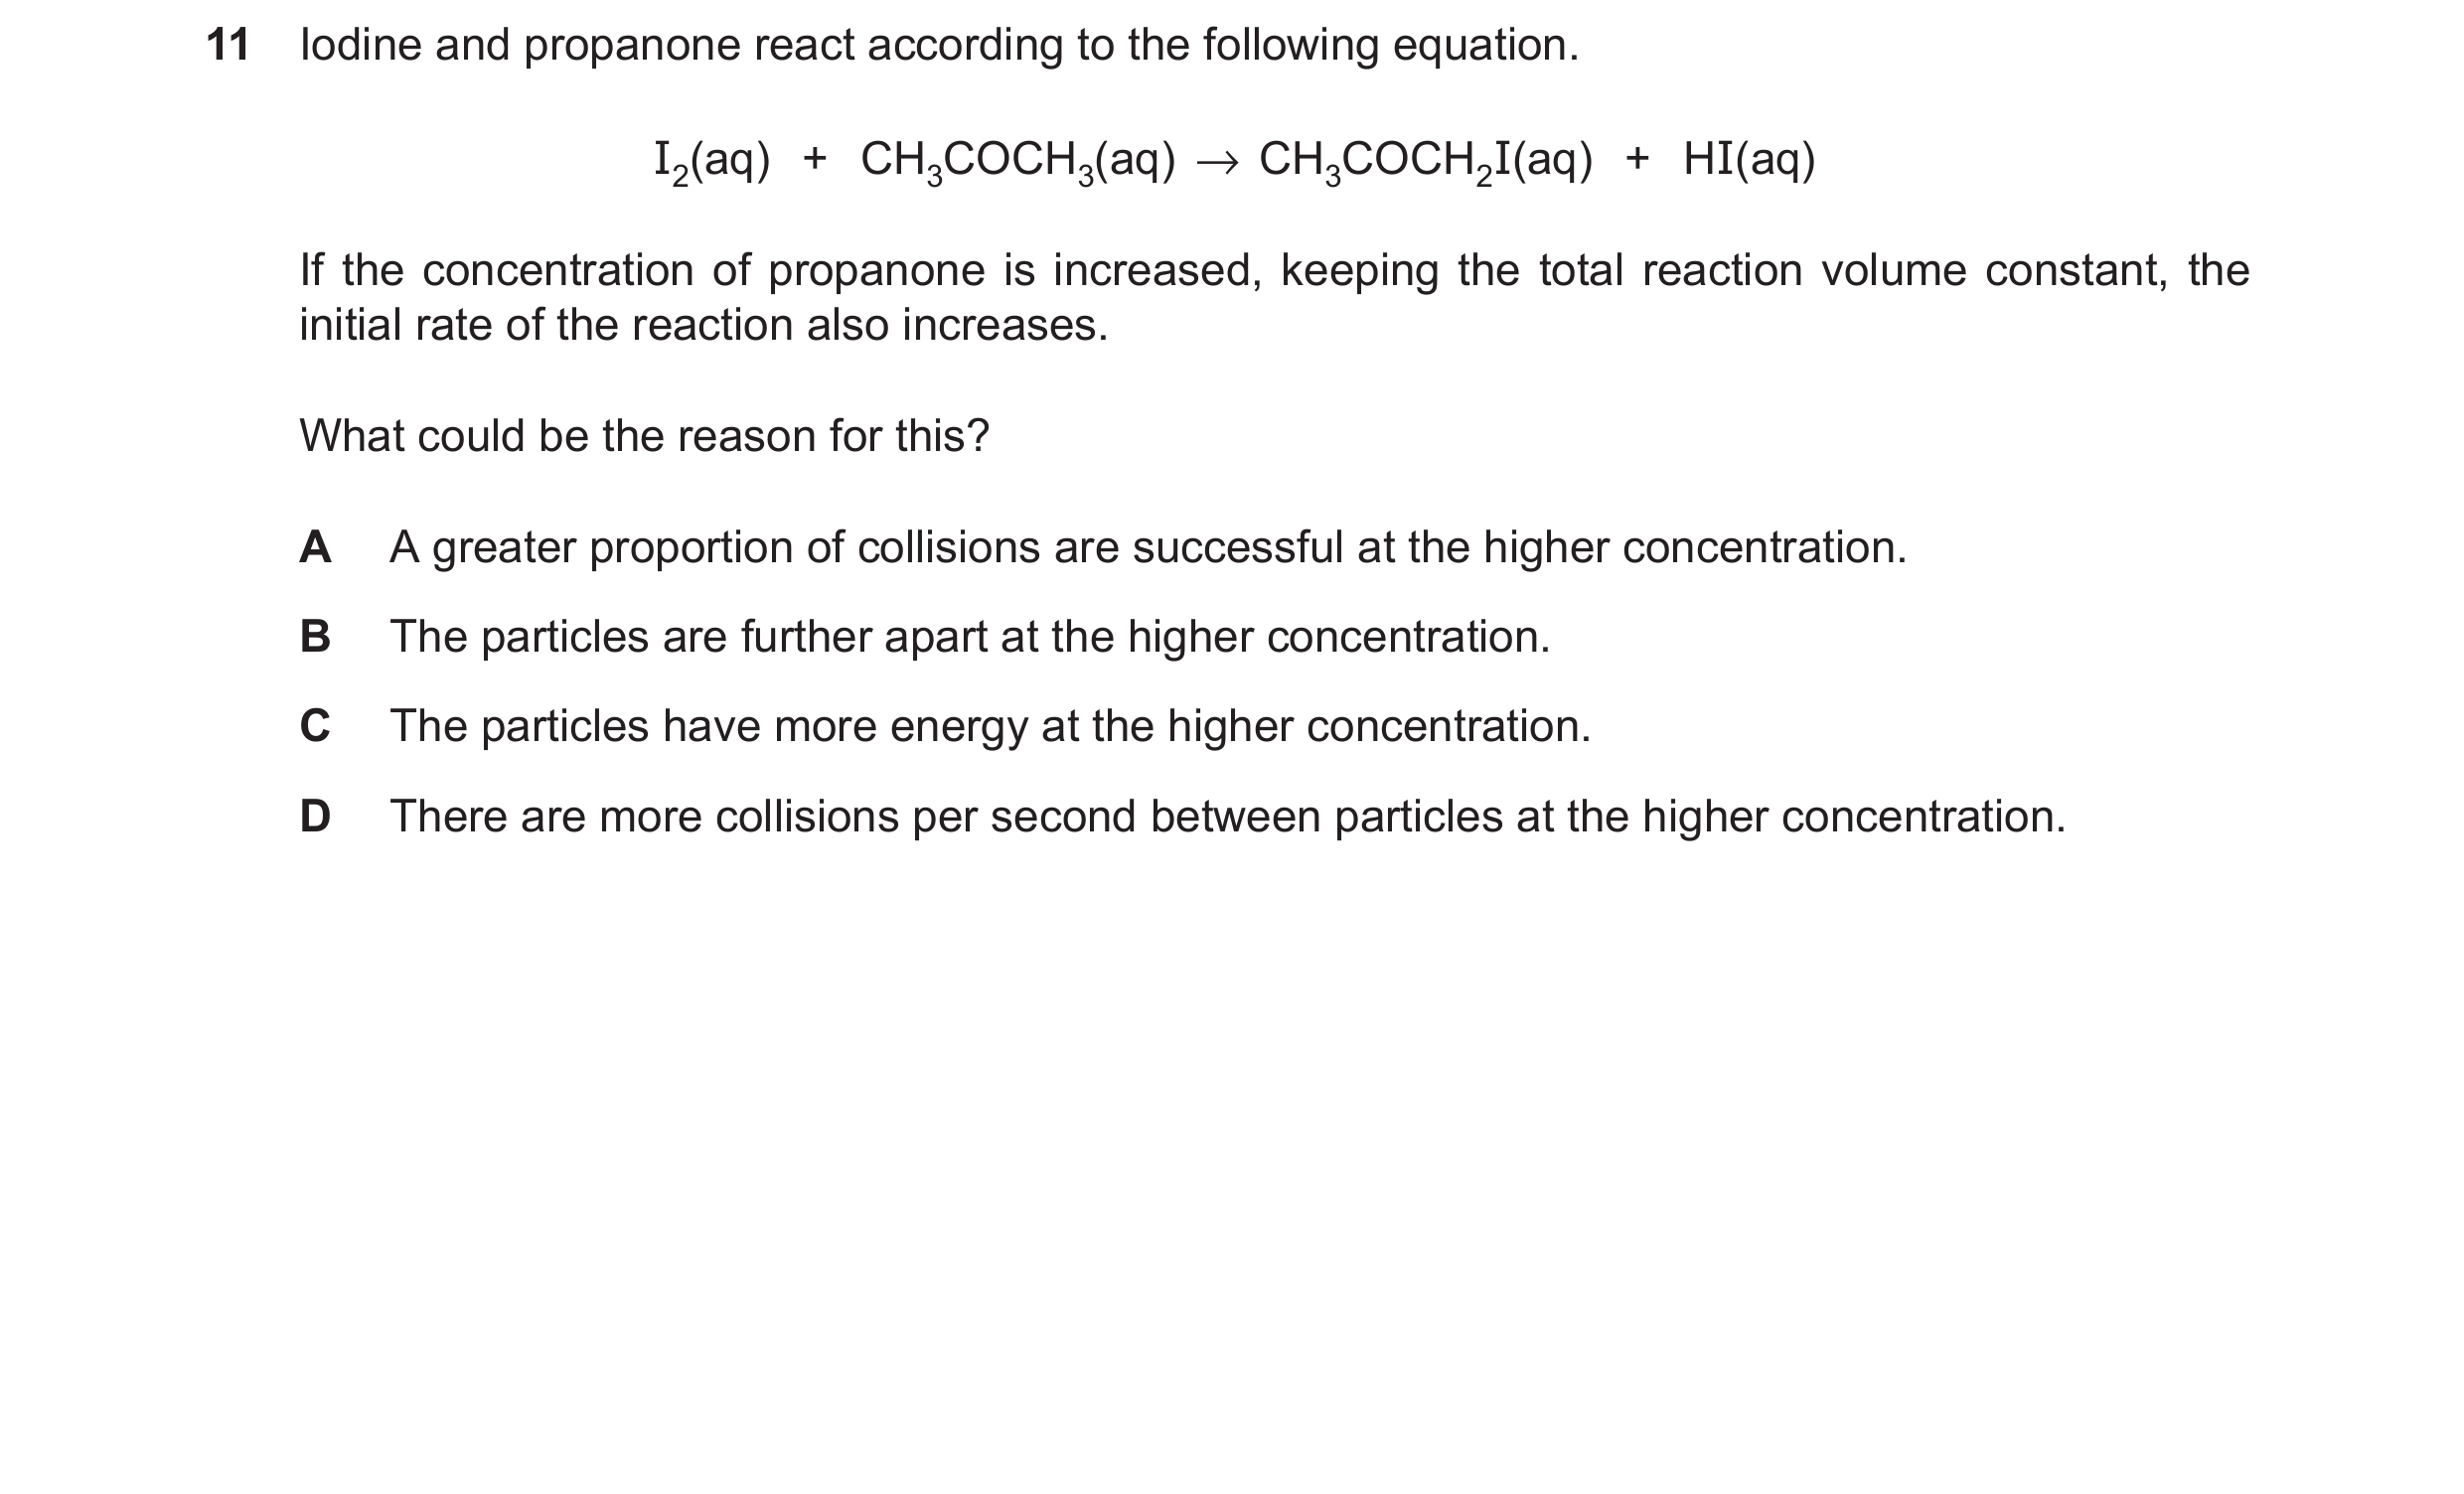 11 Iodine and propanone react according to the following equation.
I₂(aq) + CH₃COCH₃(aq) → CH₃COCH₂I(aq) + HI(aq)
If the concentration of propanone is increased, keeping the total reaction volume constant, the
initial rate of the reaction also increases.
What could be the reason for this?
A A greater proportion of collisions are successful at the higher concentration.
B The particles are further apart at the higher concentration.
C The particles have more energy at the higher concentration.
D There are more collisions per second between particles at the higher concentration.